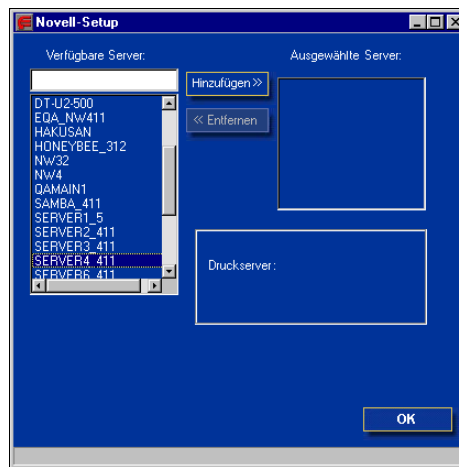 Novell-Setup
Verfügbare Server:
Ausgewählte Server:
Hinzufügen >>
<< Entfernen
DT-U2-500
EQA_NW411
HAKUSAN
HONEYBEE_312
NW32
NW4
QAMAIN1
SAMBA_411
SERVER1_5
SERVER2_411
SERVER3_411
SERVER4_411
SERVER6_411
Druckserver:
OK